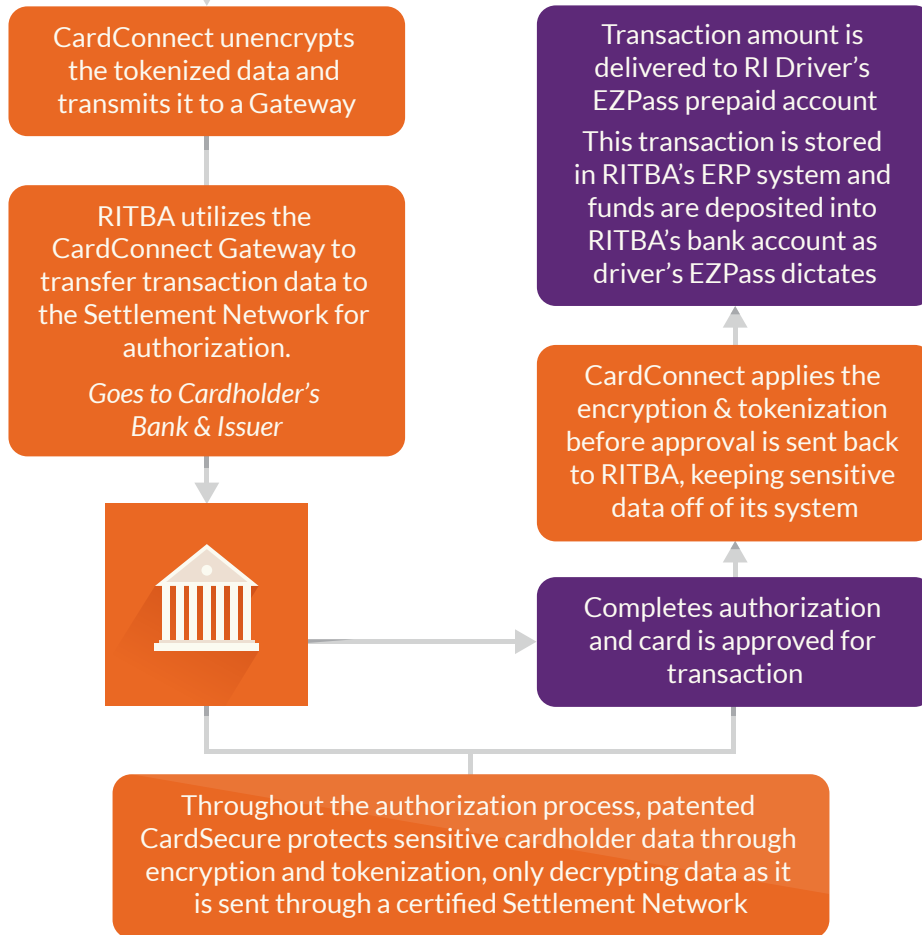 CardConnect unencrypts
the tokenized data and
transmits it to a Gateway
RITBA utilizes the
CardConnect Gateway to
transfer transaction data to
the Settlement Network for
authorization.
Goes to Cardholder's
Bank & Issuer
Transaction amount is
delivered to RI Driver's
EZPass prepaid account
This transaction is stored
in RITBA's ERP system and
funds are deposited into
RITBA's bank account as
driver's EZPass dictates
CardConnect applies the
encryption & tokenization
before approval is sent back
to RITBA, keeping sensitive
data off of its system
Completes authorization
and card is approved for
transaction
Throughout the authorization process, patented
CardSecure protects sensitive cardholder data through
encryption and tokenization, only decrypting data as it
is sent through a certified Settlement Network